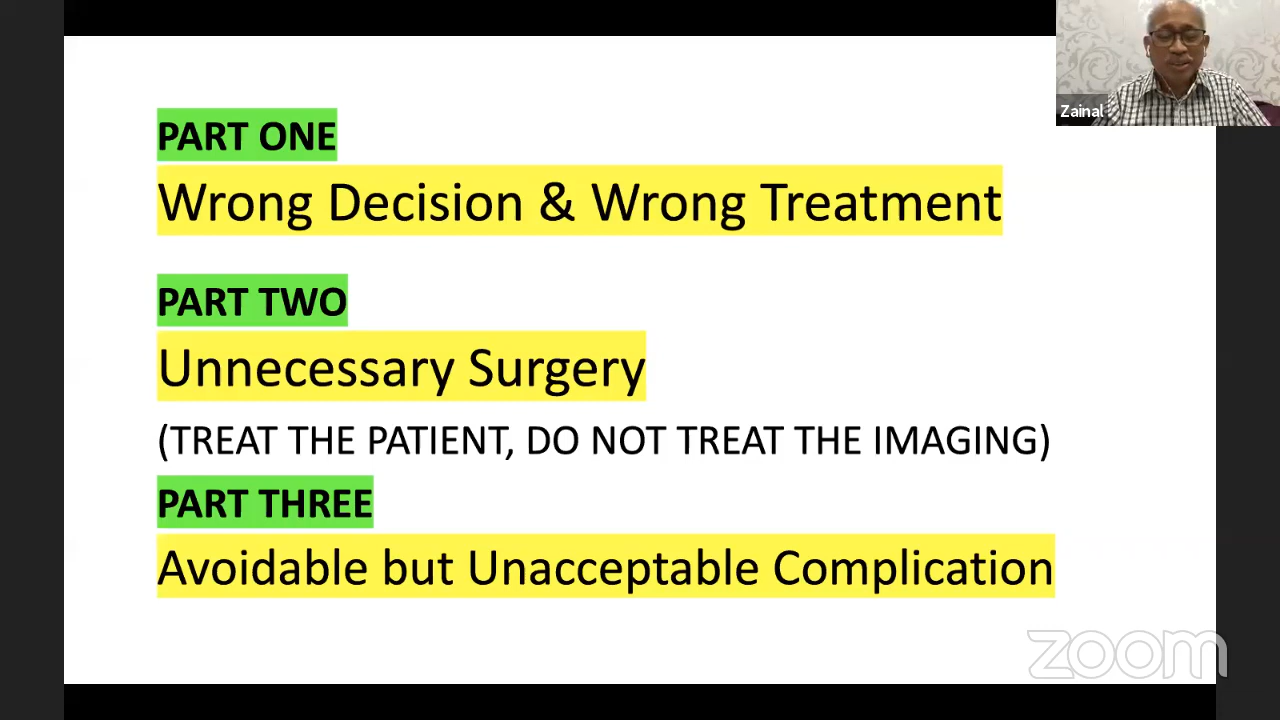 PART ONE
Wrong Decision & Wrong Treatment
PART TWO
Unnecessary Surgery
(TREAT THE PATIENT, DO NOT TREAT THE IMAGING)
PART THREE
Avoidable but Unacceptable Complication
Zainal
zoom